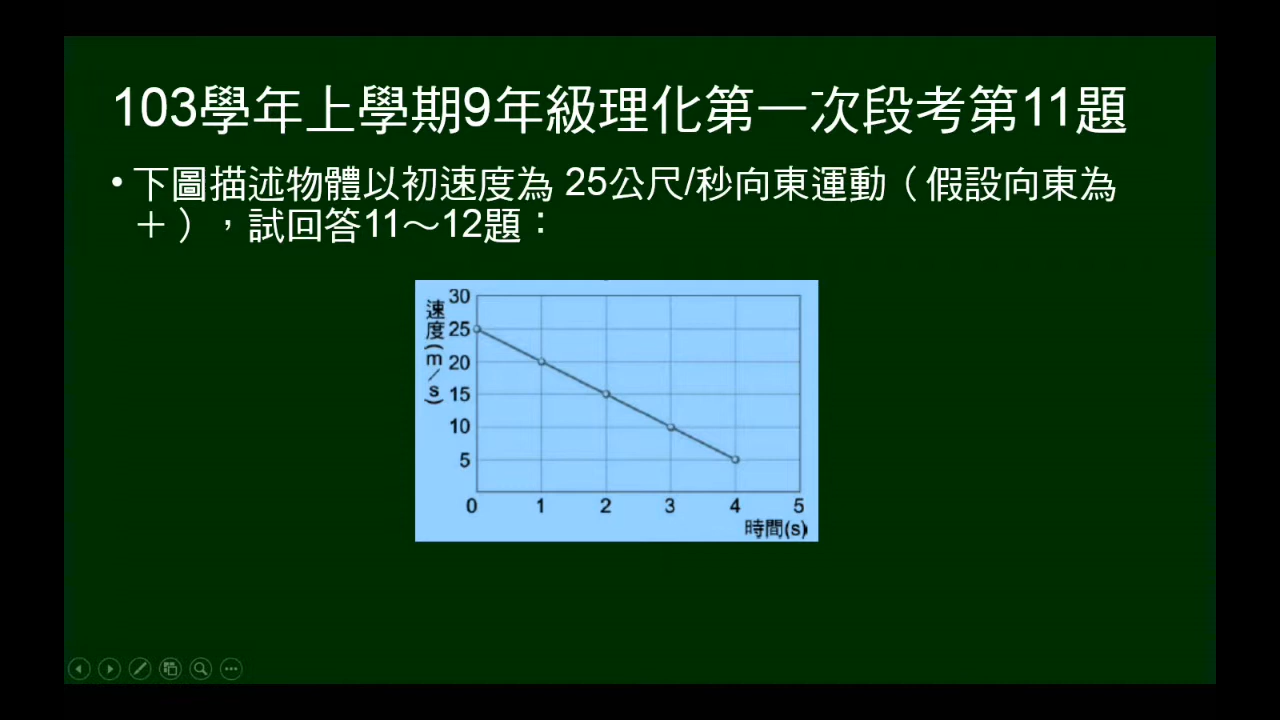 103學年上學期9年級理化第一次段考第11題
•下圖描述物體以初速度為 25公尺/秒向東運動（假設向東為
＋），試回答11～12題：
速度(m／s)
30
25
20
15
10
5
0 1 2 3 4 5
時間(s)